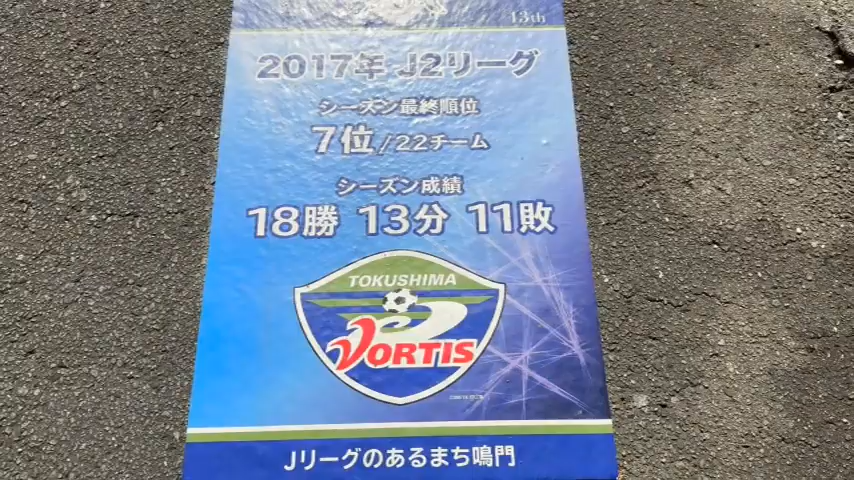 13th
2017年 J2リーグ
シーズン最終順位
7位/22チーム
シーズン成績
18勝 13分 11敗
TOKUSHIMA
VORTIS
Jリーグのあるまち鳴門